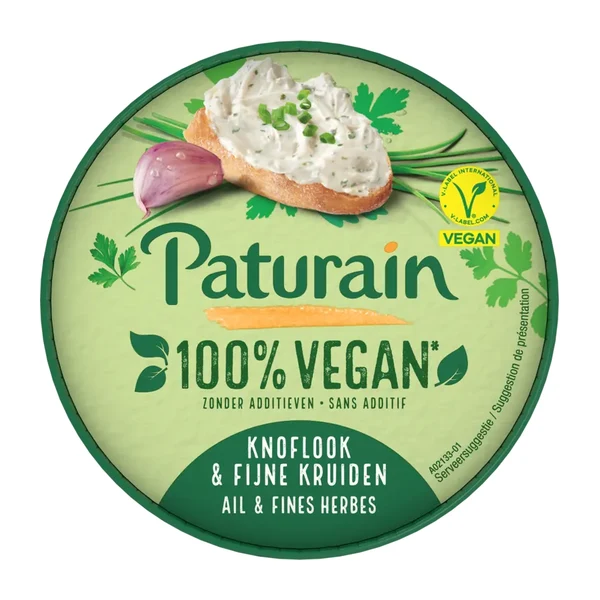 V-LABEL INTERNATIONAL
V-LABEL.COM
VEGAN
Paturain
100% VEGAN*
ZONDER ADDITIEVEN • SANS ADDITIF
KNOFLOOK
& FIJNE KRUIDEN
AIL & FINES HERBES
A02133-01
Serveersuggestie / Suggestion de présentation